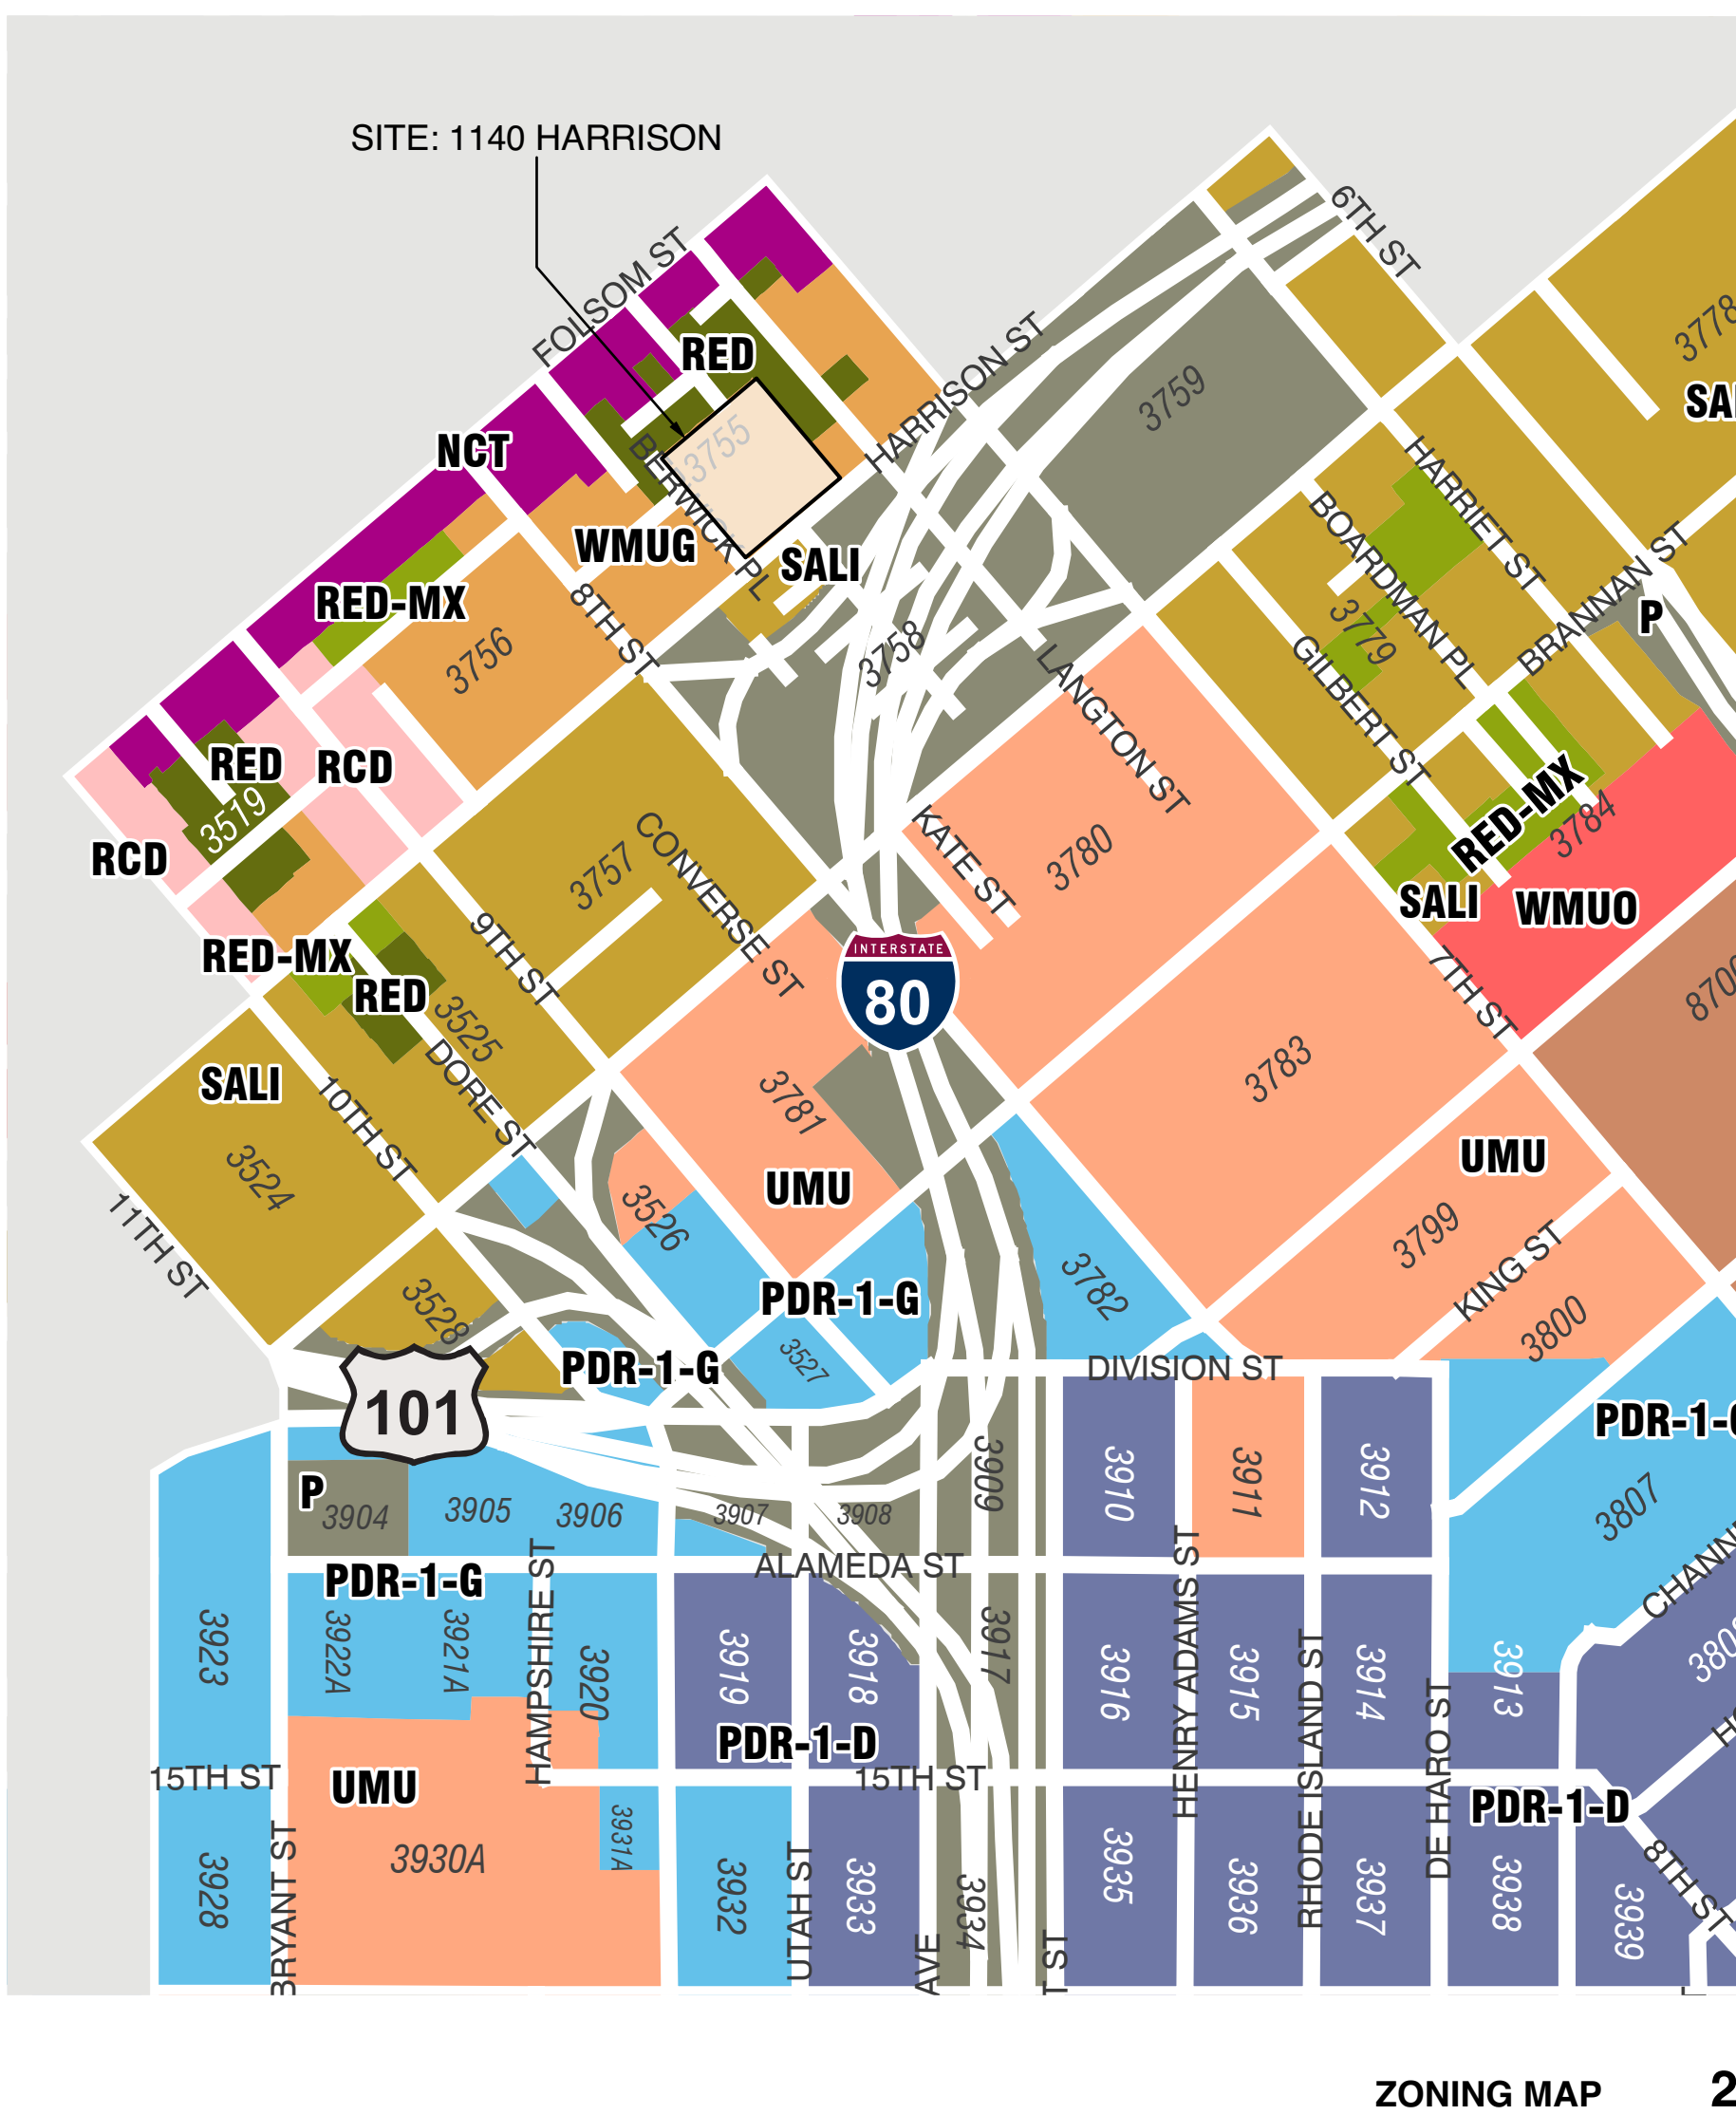 SITE: 1140 HARRISON
6TH ST
FOLSOM ST
3778
RED
HARRISON ST
3759
SAL
NCT
3755
HARRIET ST
BERWICK PL
WMUG
SALI
BOARDMAN PL
BRANNAN ST
RED-MX
8TH ST
P
3779
3756
3758
GILBERT ST
LANGTON ST
RED
RCD
3519
RED-MX
3784
RCD
3757
CONVERSE ST
KATE ST
3780
SALI
WMUO
RED-MX
9TH ST
INTERSTATE
80
7TH ST
8700
RED
3525
DORE ST
SALI
10TH ST
3781
3783
3524
UMU
UMU
11TH ST
3526
3799
KING ST
3528
PDR-1-G
3782
3800
PDR-1-G
3527
DIVISION ST
101
PDR-1-G
3910
3911
3912
3909
P
3904
3905
3906
3907
3908
3807
ALAMEDA ST
CHANN
PDR-1-G
HAMPSHIRE ST
HENRY ADAMS ST
3923
3922A
3921A
3920
3919
3918
3917
3916
3915
RHODE ISLAND ST
3914
DE HARO ST
3913
380
HO
PDR-1-D
15TH ST
UMU
15TH ST
PDR-1-D
3931A
3930A
8TH ST
3928
BRYANT ST
3932
UTAH ST
3933
3934
3935
3936
3937
3938
3939
AVE
T ST
ZONING MAP
2